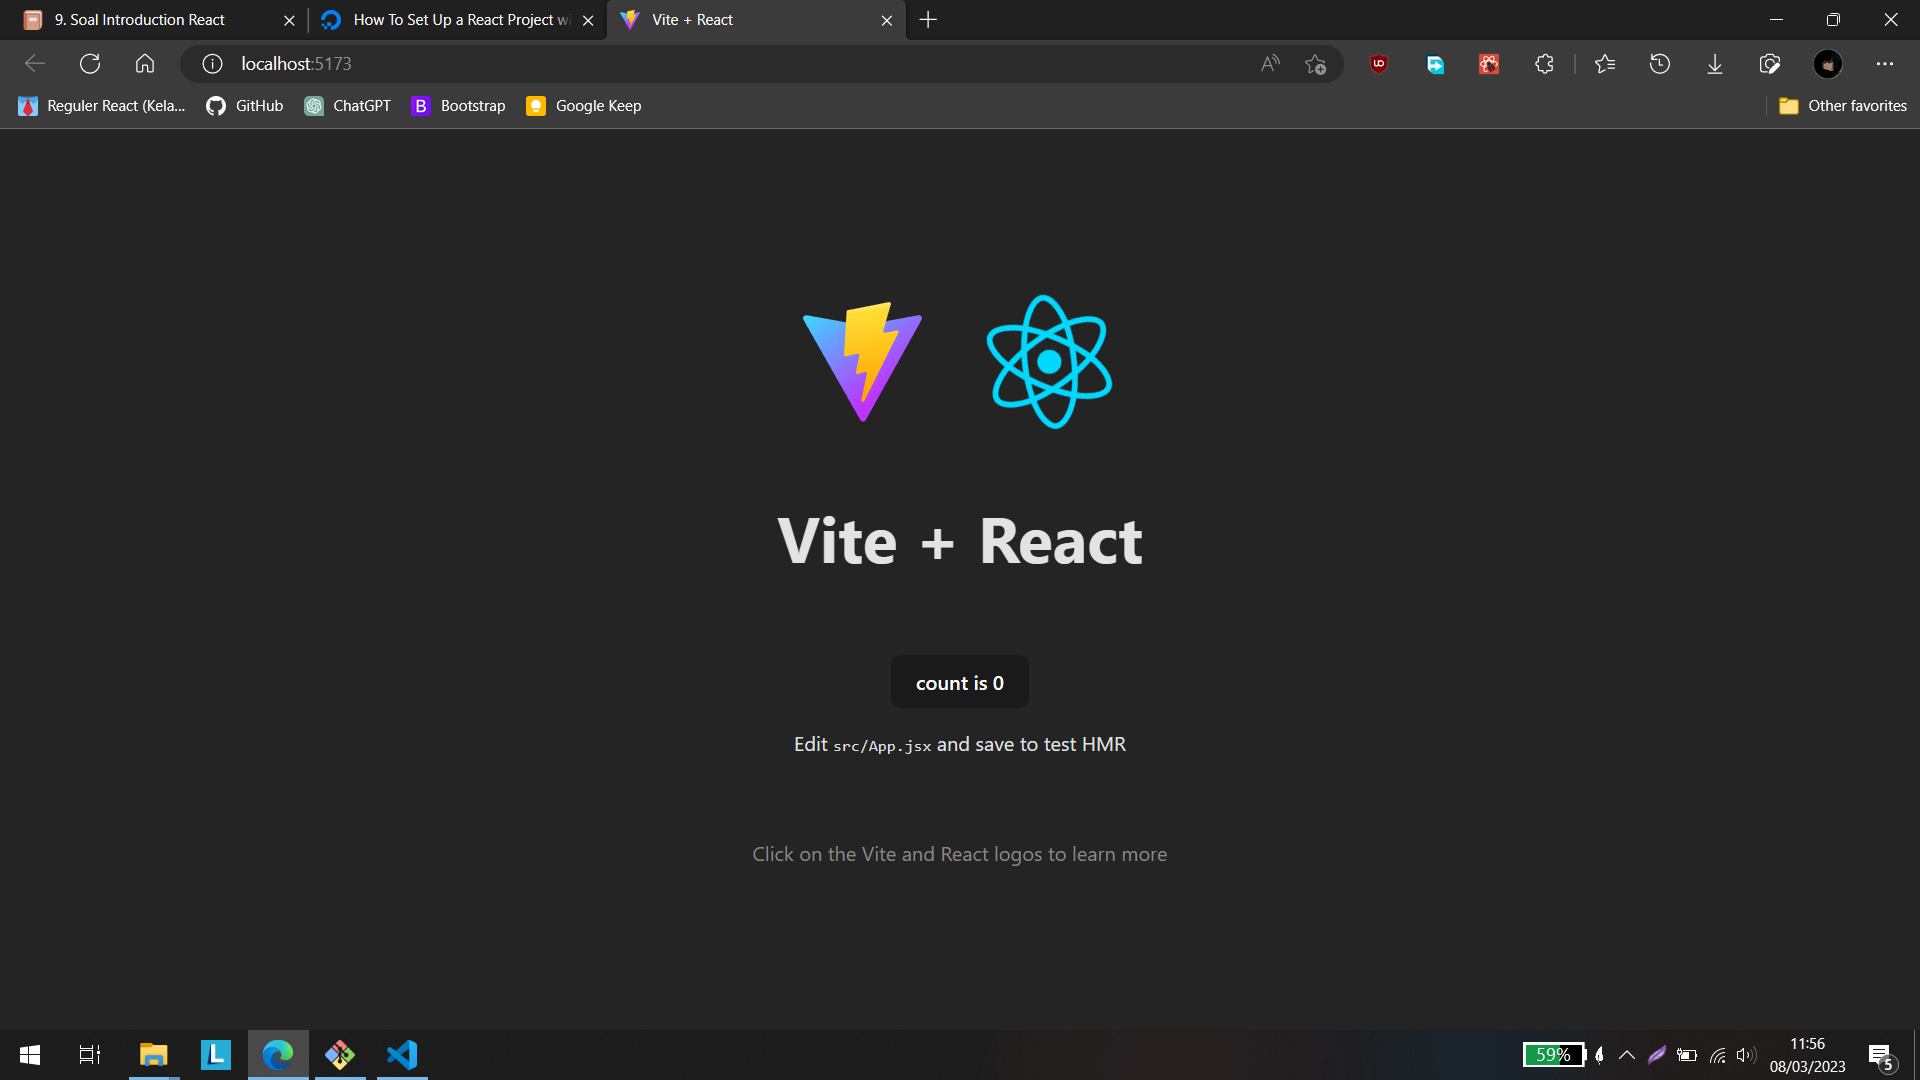 9. Soal Introduction React
How To Set Up a React Project wi
Vite + React
localhost:5173
Reguler React (Kela...
GitHub
ChatGPT
B
Bootstrap
Google Keep
Other favorites
Vite + React
count is 0
Edit src/App.jsx and save to test HMR
Click on the Vite and React logos to learn more
L
59%
11:56
08/03/2023
5